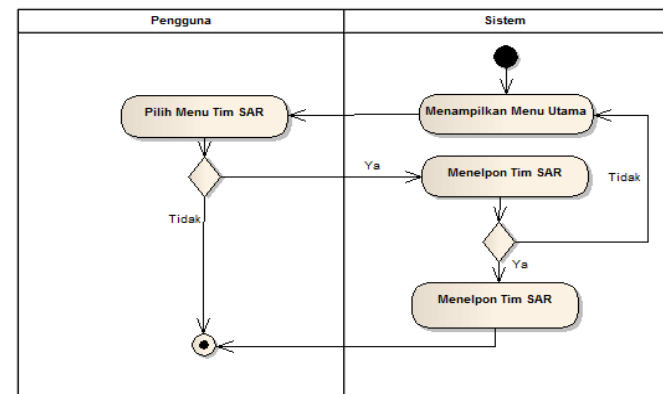 Pengguna
Sistem
Menampilkan Menu Utama
Pilih Menu Tim SAR
Ya
Menelpon Tim SAR
Tidak
Tidak
Ya
Menelpon Tim SAR